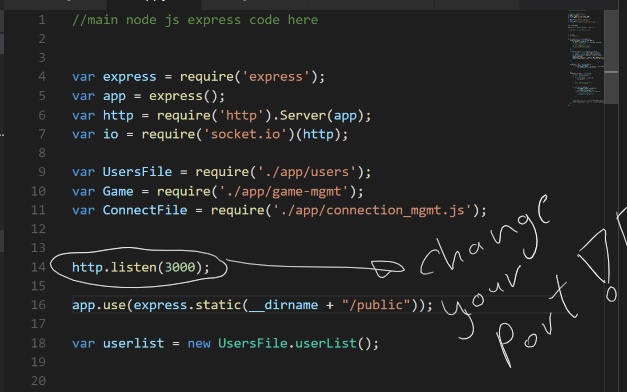 1 //main node js express code here
2
3
4 var express = require('express');
5 var app = express();
6 var http = require('http').Server(app);
7 var io = require('socket.io')(http);
8
9 var UsersFile = require('./app/users');
10 var Game = require('./app/game-mgmt');
11 var ConnectFile = require('./app/connection_mgmt.js');
12
13
14 http.listen(3000);
15
16 app.use(express.static(__dirname + "/public"));
17
18 var userlist = new UsersFile.userList();
19
20
change
your
port !!